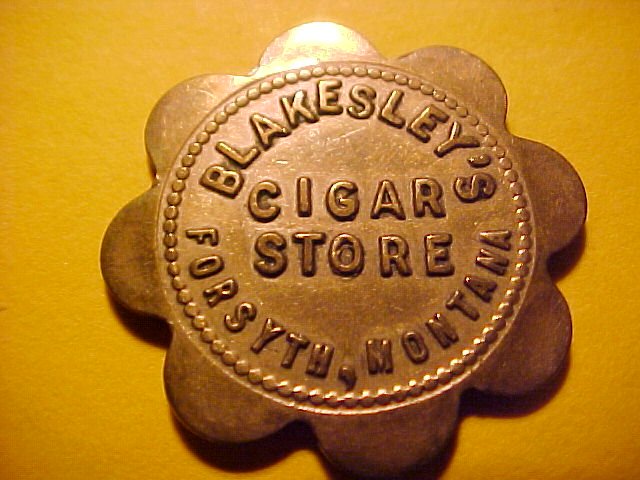 BLAKESLEY'S
CIGAR
STORE
FORSYTH, MONTANA